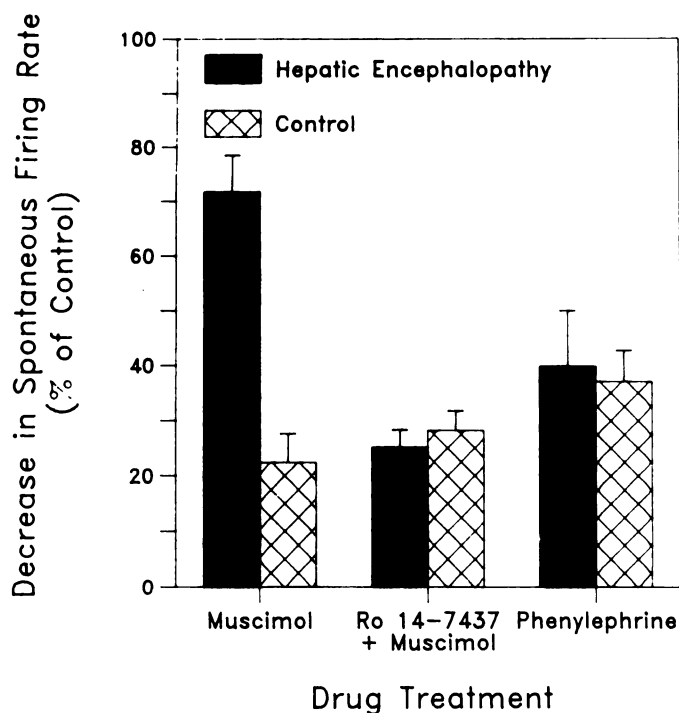 Decrease in Spontaneous Firing Rate
(% of Control)
100
80
60
40
20
0
Hepatic Encephalopathy
Control
Muscimol
Ro 14-7437
+ Muscimol
Phenylephrine
Drug Treatment